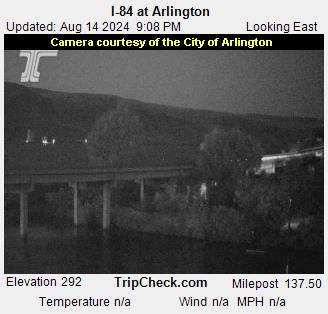 I-84 at Arlington
Updated: Aug 14 2024 9:08 PM Looking East
Camera courtesy of the City of Arlington
Elevation 292 TripCheck.com Milepost 137.50
Temperature n/a Wind n/a MPH n/a